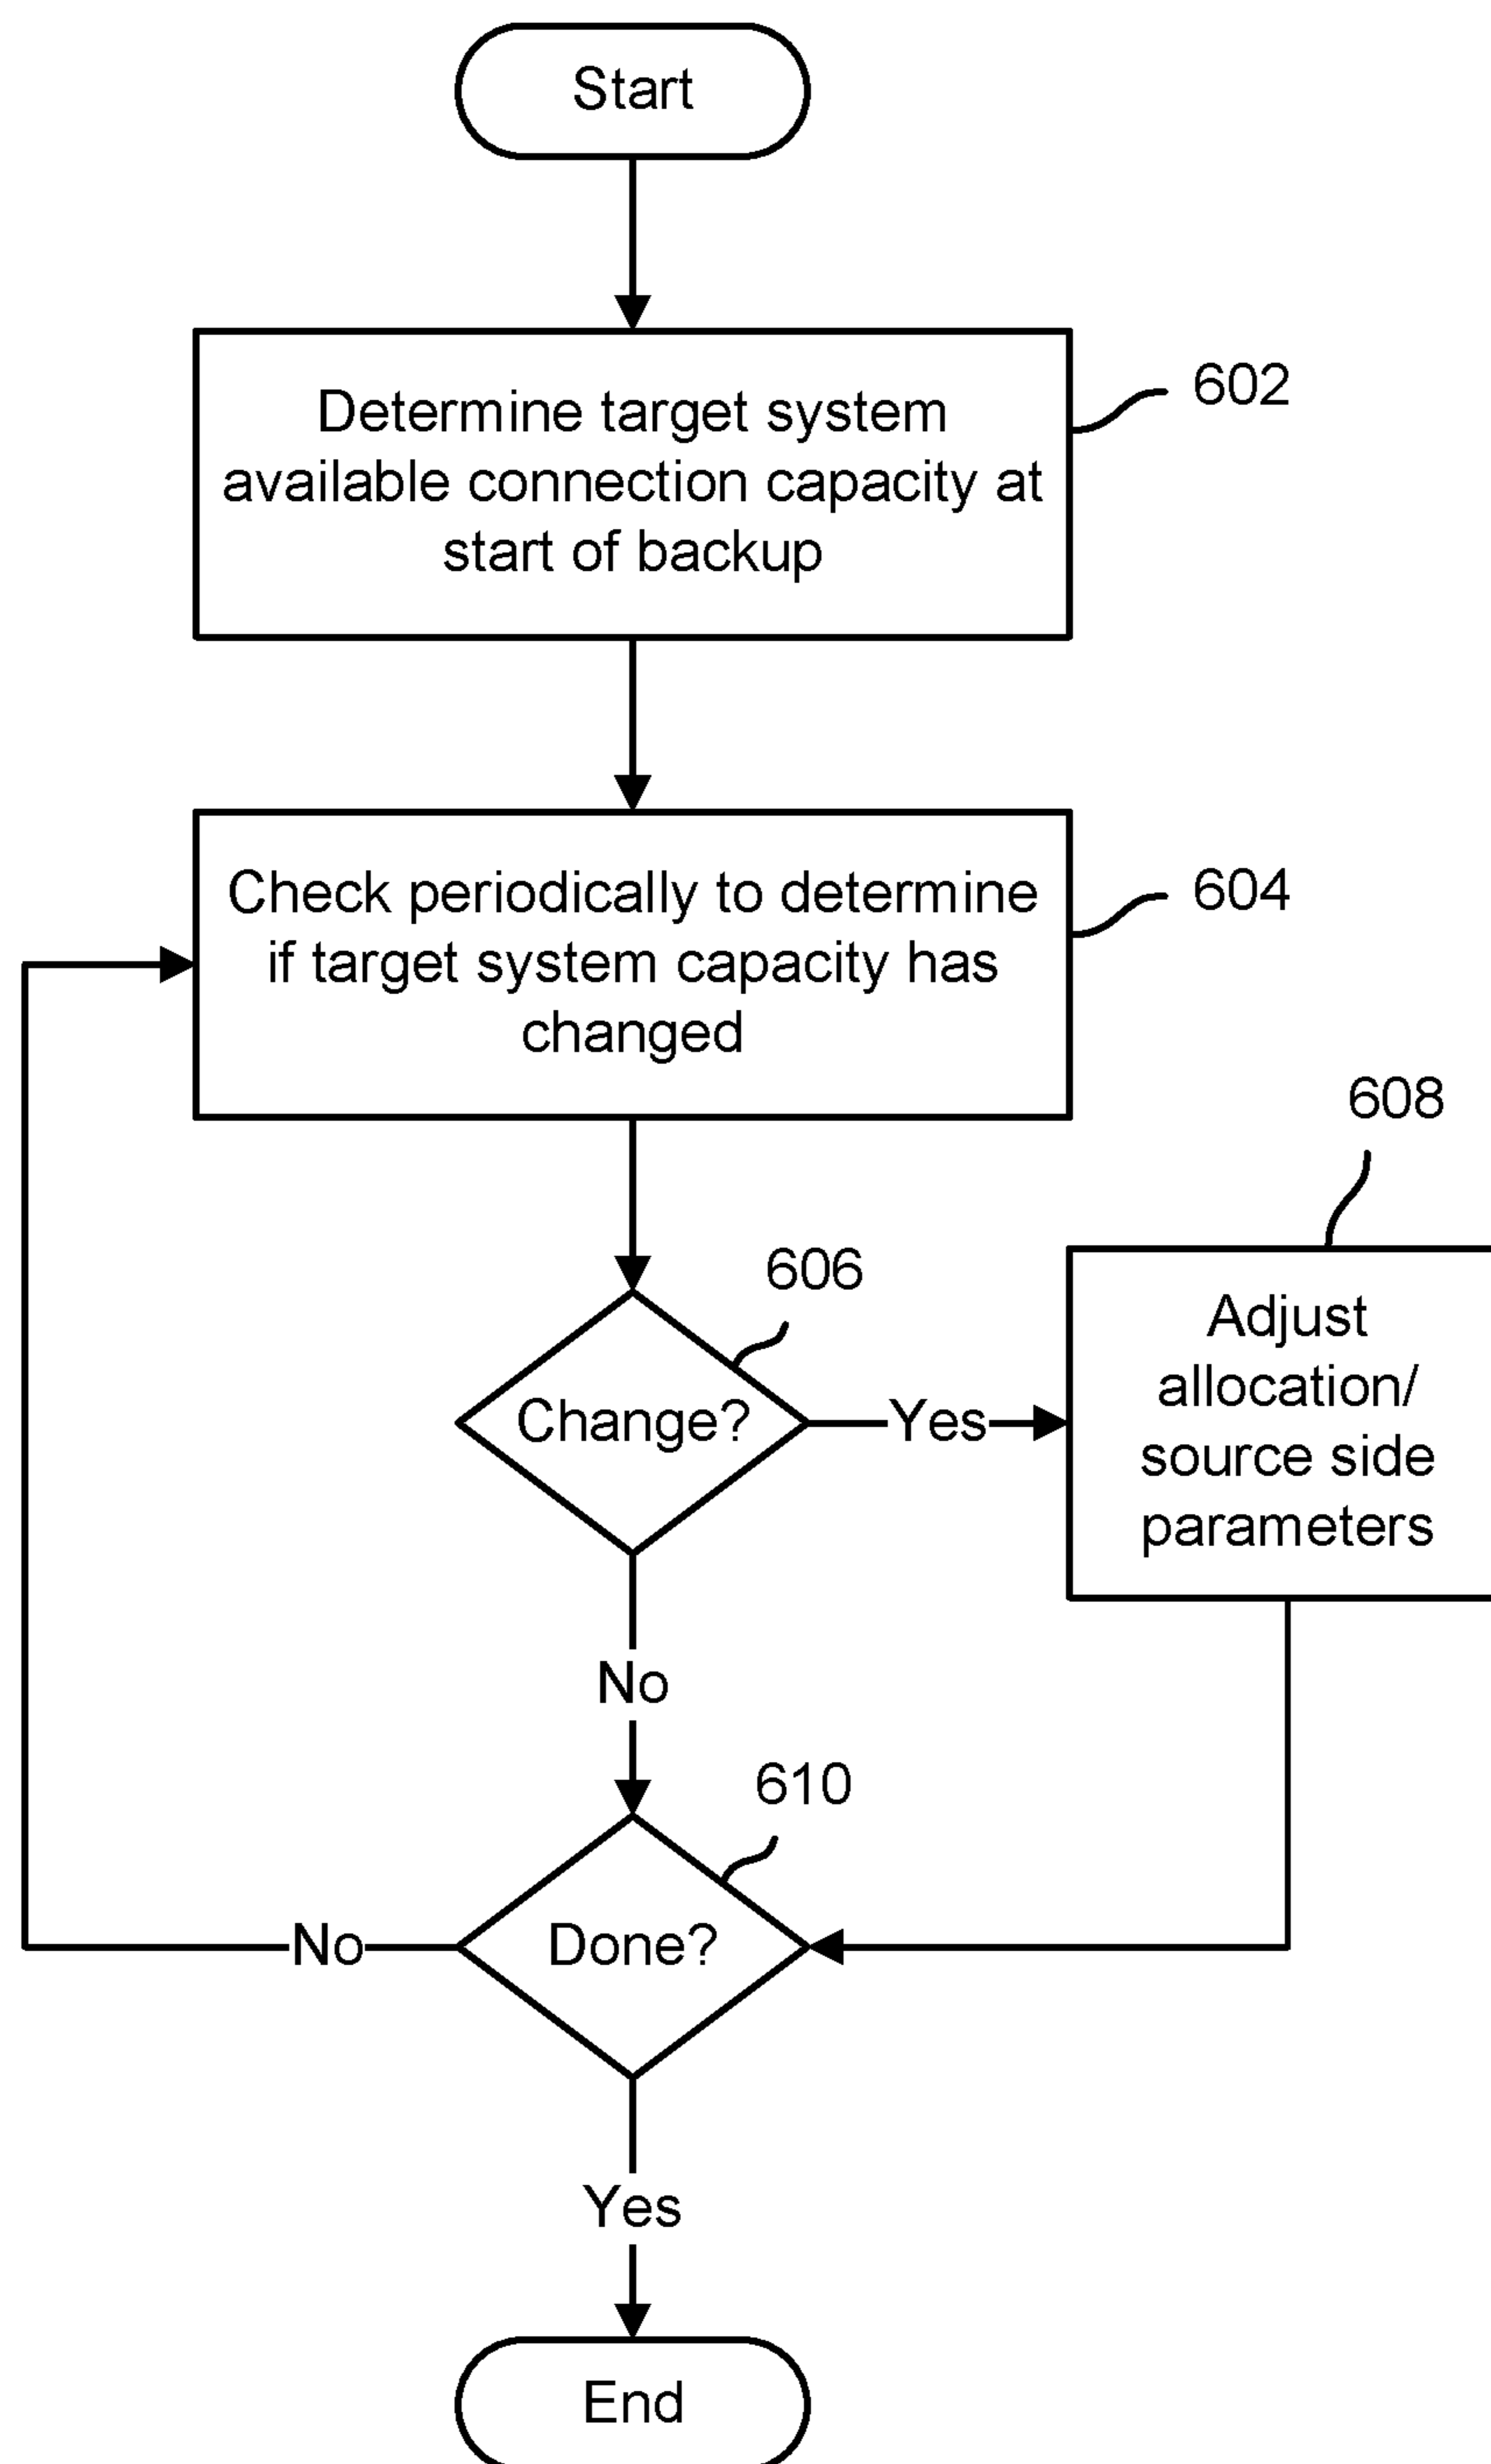 Start
Determine target system
available connection capacity at
start of backup
602
Check periodically to determine
if target system capacity has
changed
604
608
606
Change?
Yes
Adjust
allocation/
source side
parameters
No
610
Done?
No
Yes
End